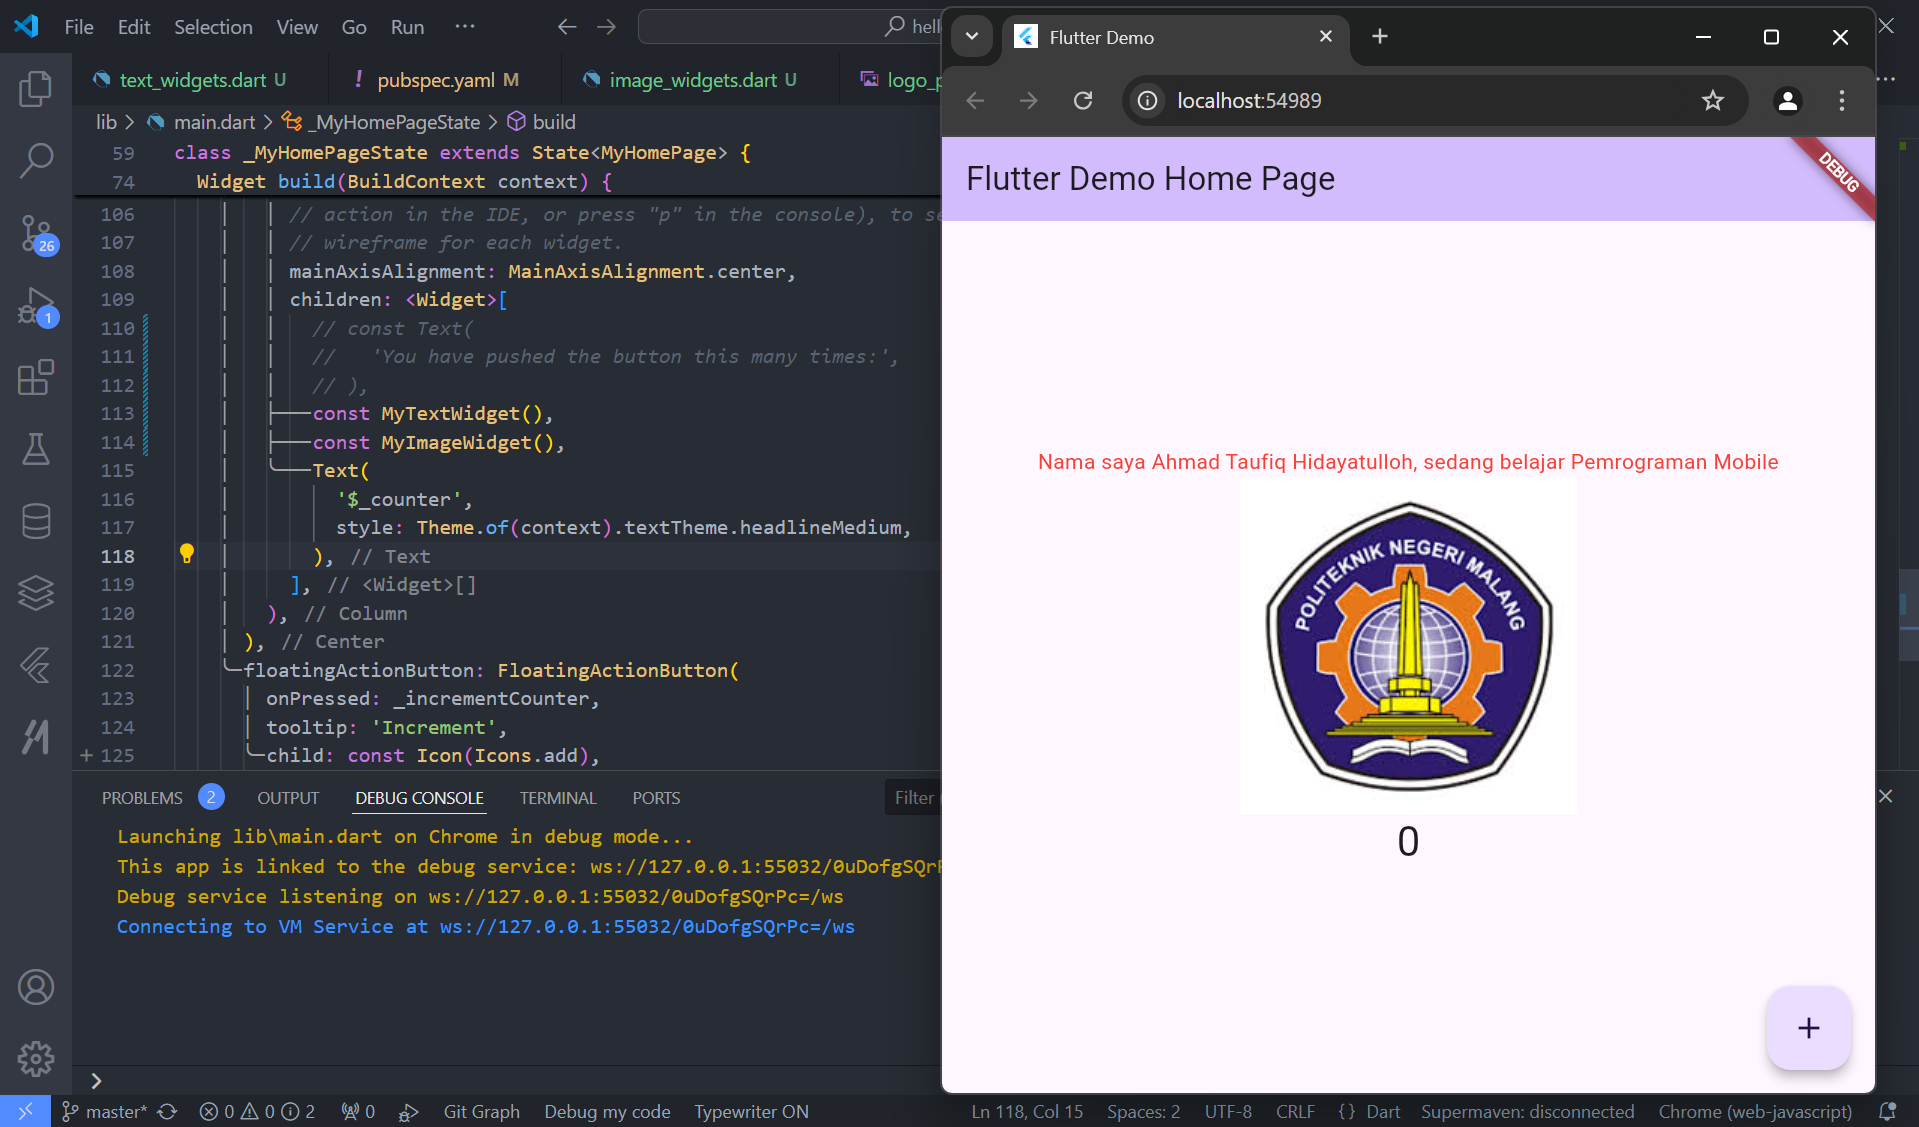 File Edit Selection View Go Run ···
text_widgets.dart U
pubspec.yaml M
image_widgets.dart U
lib > main.dart > _MyHomePageState > build
59 class _MyHomePageState extends State<MyHomePage> {
74 Widget build(BuildContext context) {
106 // action in the IDE, or press "p" in the console), to
107 // wireframe for each widget.
108 mainAxisAlignment: MainAxisAlignment.center,
109 children: <Widget>[
110 // const Text(
111 //   'You have pushed the button this many times:',
112 // ),
113 const MyTextWidget(),
114 const MyImageWidget(),
115 Text(
116 '$_counter',
117 style: Theme.of(context).textTheme.headlineMedium,
118 ), // Text
119 ], // <Widget>[]
120 ), // Column
121 ), // Center
122 floatingActionButton: FloatingActionButton(
123 onPressed: _incrementCounter,
124 tooltip: 'Increment',
125 child: const Icon(Icons.add),
26
1
PROBLEMS 2 OUTPUT DEBUG CONSOLE TERMINAL PORTS Filter
Launching lib\main.dart on Chrome in debug mode...
This app is linked to the debug service: ws://127.0.0.1:55032/0uDofgSQr
Debug service listening on ws://127.0.0.1:55032/0uDofgSQrPc=/ws
Connecting to VM Service at ws://127.0.0.1:55032/0uDofgSQrPc=/ws
master* 0 0 2 0 Git Graph Debug my code Typewriter ON Ln 118, Col 15 Spaces: 2 UTF-8 CRLF {} Dart Supermaven: disconnected Chrome (web-javascript)
Flutter Demo
localhost:54989
Flutter Demo Home Page
DEBUG
Nama saya Ahmad Taufiq Hidayatulloh, sedang belajar Pemrograman Mobile
POLITEKNIK NEGERI MALANG
0
+